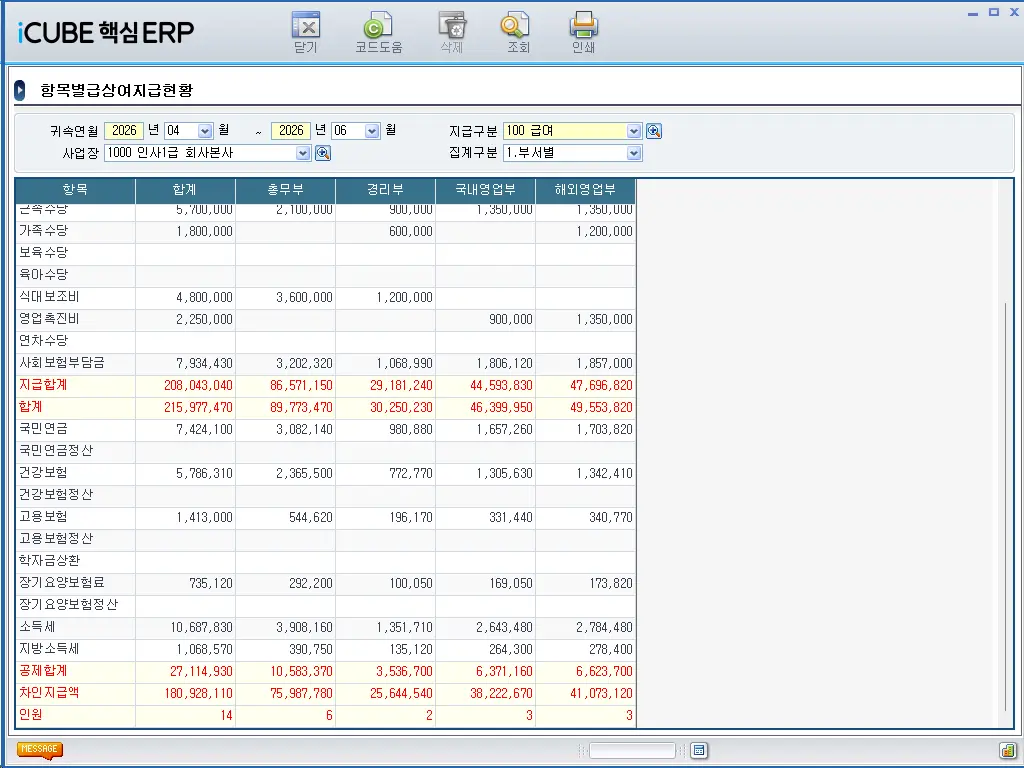 iCUBE 핵심 ERP
닫기 코드도움 삭제 조회 인쇄
항목별급상여지급현황
귀속연월 2026 년 04 월 ~ 2026 년 06 월 지급구분 100 급여
사업장 1000 인사1급 회사본사 집계구분 1.부서별
항목 합계 총무부 경리부 국내영업부 해외영업부
근속수당 5,700,000 2,100,000 900,000 1,350,000 1,350,000
가족수당 1,800,000 600,000 1,200,000
보육수당
육아수당
식대보조비 4,800,000 3,600,000 1,200,000
영업촉진비 2,250,000 900,000 1,350,000
연차수당
사회보험부담금 7,934,430 3,202,320 1,068,990 1,806,120 1,857,000
지급합계 208,043,040 86,571,150 29,181,240 44,593,830 47,696,820
합계 215,977,470 89,773,470 30,250,230 46,399,950 49,553,820
국민연금 7,424,100 3,082,140 980,880 1,657,260 1,703,820
국민연금정산
건강보험 5,786,310 2,365,500 772,770 1,305,630 1,342,410
건강보험정산
고용보험 1,413,000 544,620 196,170 331,440 340,770
고용보험정산
학자금상환
장기요양보험료 735,120 292,200 100,050 169,050 173,820
장기요양보험정산
소득세 10,687,830 3,908,160 1,351,710 2,643,480 2,784,480
지방소득세 1,068,570 390,750 135,120 264,300 278,400
공제합계 27,114,930 10,583,370 3,536,700 6,371,160 6,623,700
차인지급액 180,928,110 75,987,780 25,644,540 38,222,670 41,073,120
인원 14 6 2 3 3
MESSAGE